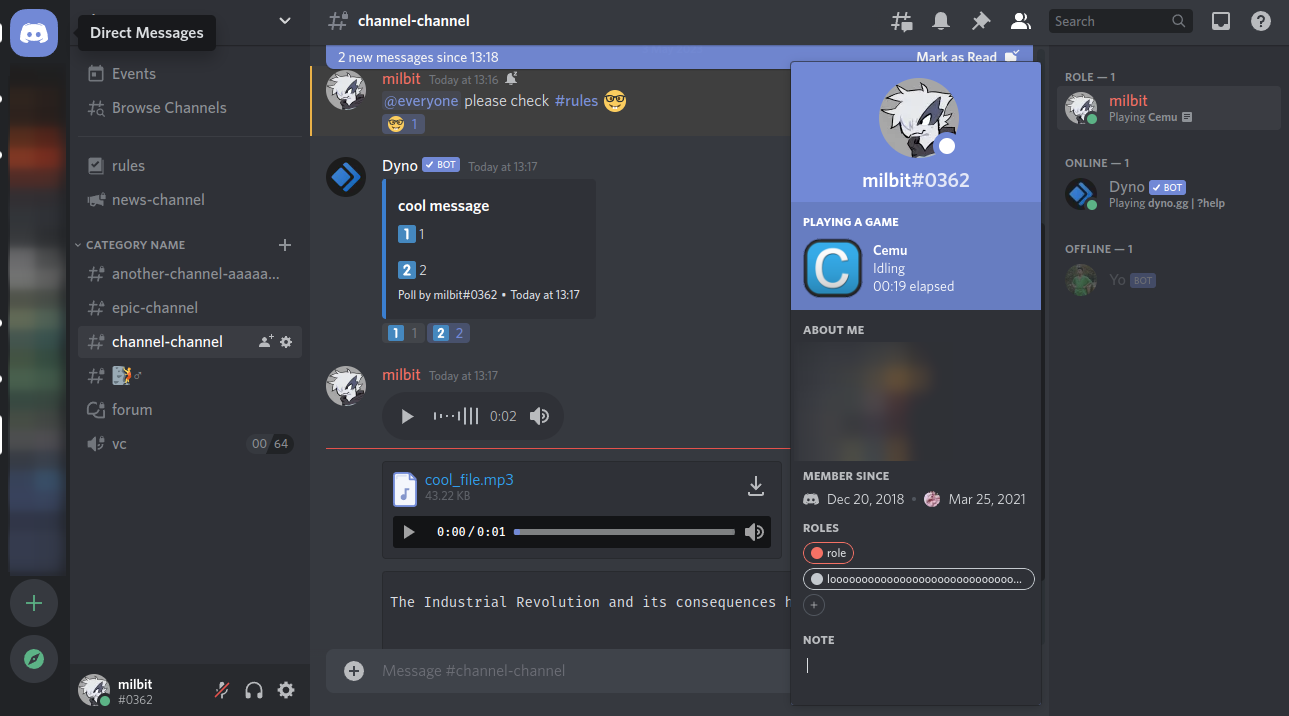 Direct Messages
Events
Browse Channels
rules
news-channel
CATEGORY NAME
another-channel-aaaaa...
epic-channel
channel-channel
forum
vc
00 64
milbit
#0362
channel-channel
Search
2 new messages since 13:18
Mark as Read
milbit Today at 13:16
@everyone please check #rules 🤓
🤓 1
Dyno ✓ BOT Today at 13:17
cool message
1 1
2 2
Poll by milbit#0362 • Today at 13:17
1 1 2 2
milbit Today at 13:17
0:02
cool_file.mp3
43.22 KB
0:00 / 0:01
The Industrial Revolution and its consequences h
Message #channel-channel
milbit#0362
PLAYING A GAME
C
Cemu
Idling
00:19 elapsed
ABOUT ME
MEMBER SINCE
Dec 20, 2018 • Mar 25, 2021
ROLES
role
looooooooooooooooooooooooooooo...
+
NOTE
ROLE — 1
milbit
Playing Cemu
ONLINE — 1
Dyno ✓ BOT
Playing dyno.gg | ?help
OFFLINE — 1
Yo BOT